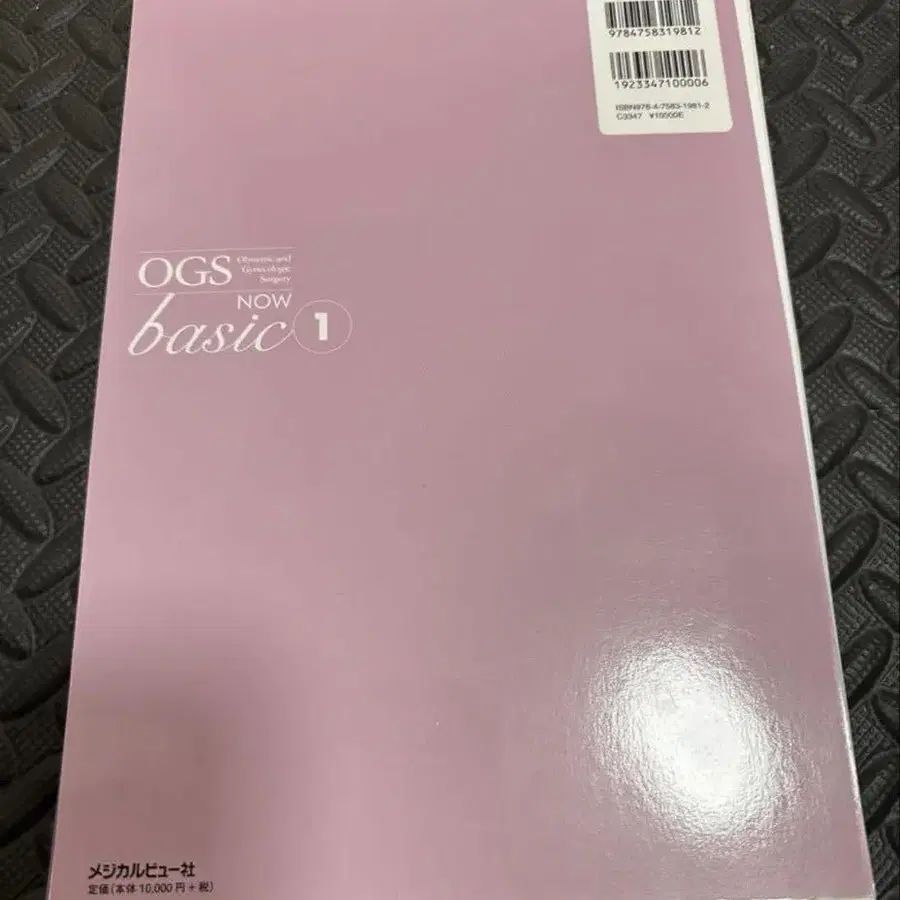 9784758319812
1923347100006
ISBN978-4-7583-1981-2
C3347 ¥10000E
OGS
Obstetric and
Gynecologic
Surgery
NOW
basic 1
メジカルビュー社
定価(本体10,000円+税)